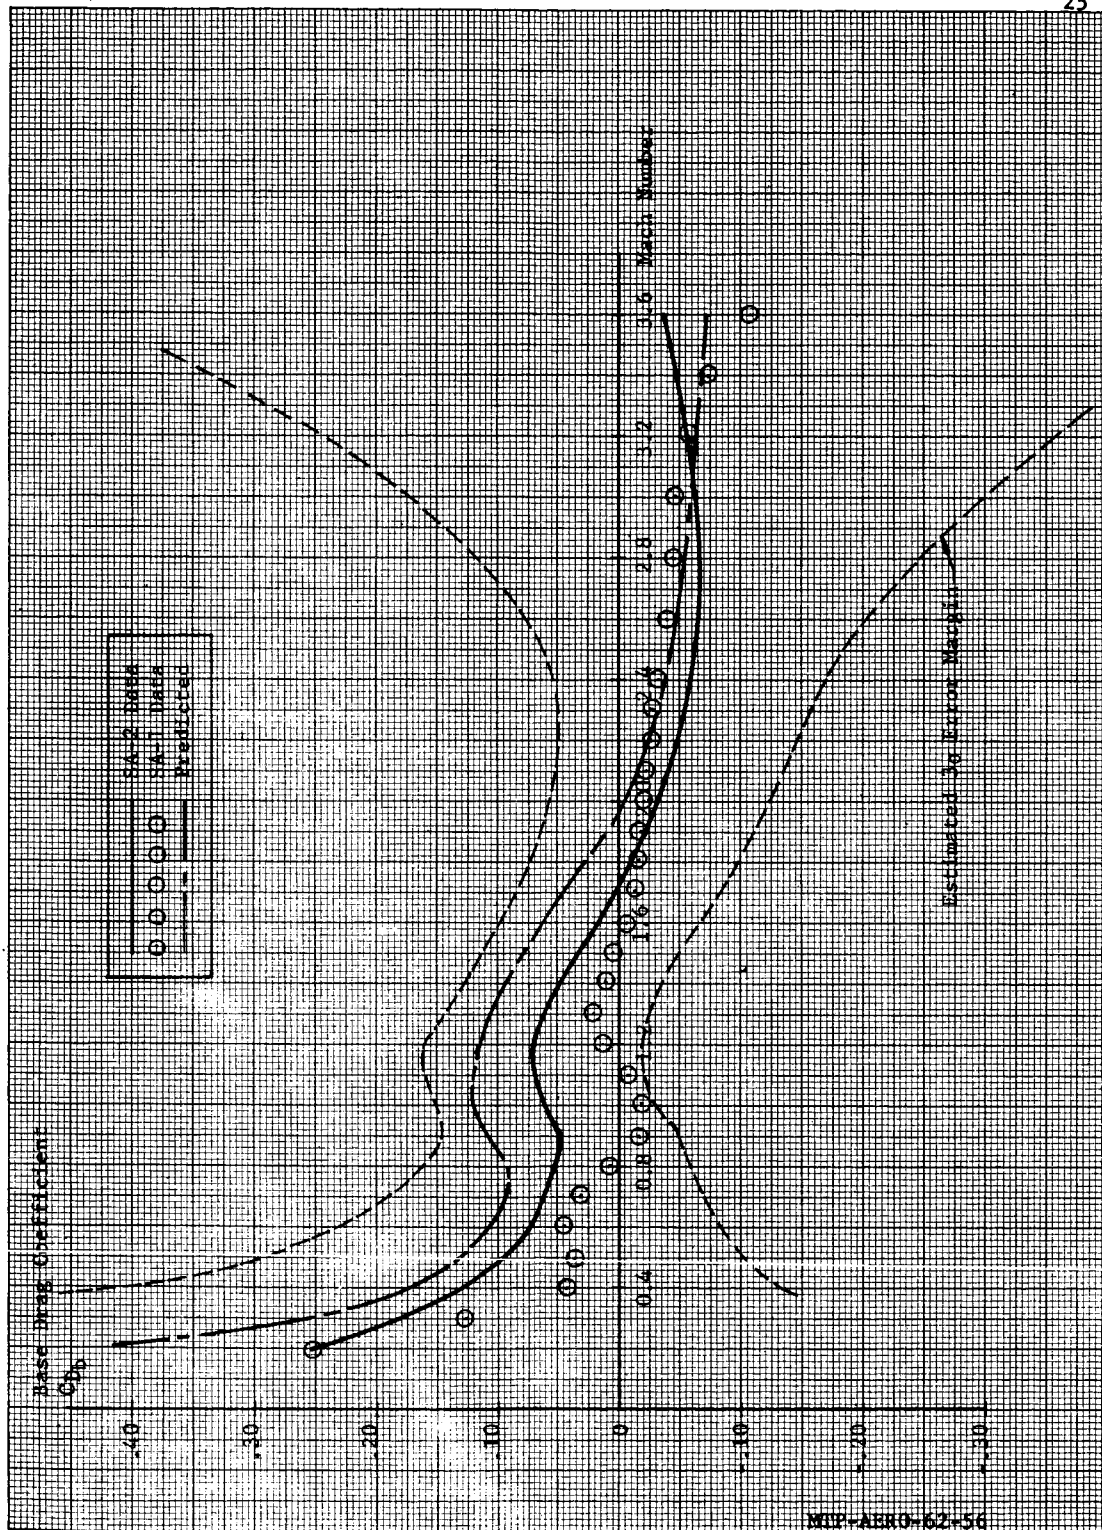 25
Base Drag Coefficient
CDb
SA-2 Data
SA-1 Data
Predicted
.40
.30
.20
.10
0
-.10
-.20
-.30
0.4
0.8
1.2
1.6
2.4
2.8
3.2
3.6
Mach Number
Estimated 3σ Error Margin
MTP-AERO-62-56